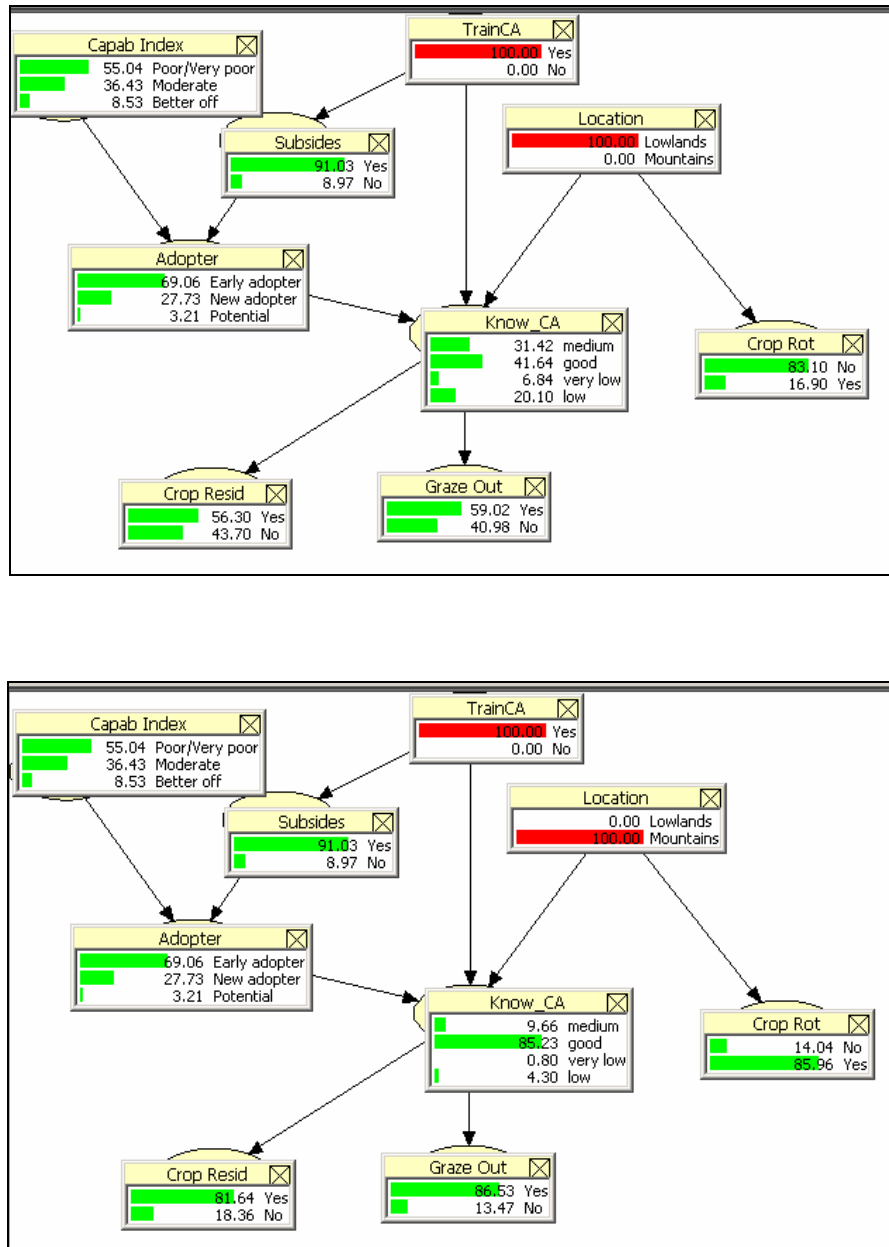 Capab Index
55.04 Poor/Very poor
36.43 Moderate
8.53 Better off
TrainCA
100.00 Yes
0.00 No
Subsides
91.03 Yes
8.97 No
Location
100.00 Lowlands
0.00 Mountains
Adopter
69.06 Early adopter
27.73 New adopter
3.21 Potential
Know_CA
31.42 medium
41.64 good
6.84 very low
20.10 low
Crop Rot
83.10 No
16.90 Yes
Crop Resid
56.30 Yes
43.70 No
Graze Out
59.02 Yes
40.98 No
Capab Index
55.04 Poor/Very poor
36.43 Moderate
8.53 Better off
TrainCA
100.00 Yes
0.00 No
Subsides
91.03 Yes
8.97 No
Location
0.00 Lowlands
100.00 Mountains
Adopter
69.06 Early adopter
27.73 New adopter
3.21 Potential
Know_CA
9.66 medium
85.23 good
0.80 very low
4.30 low
Crop Rot
14.04 No
85.96 Yes
Crop Resid
81.64 Yes
18.36 No
Graze Out
86.53 Yes
13.47 No